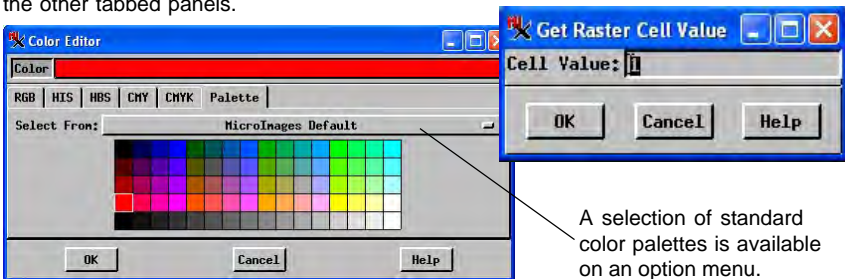 the other tabbed panels.
Color Editor
Color
RGB HIS HBS CMY CMYK Palette
Select From: MicroImages Default
OK Cancel Help
Get Raster Cell Value
Cell Value: 1
OK Cancel Help
A selection of standard
color palettes is available
on an option menu.